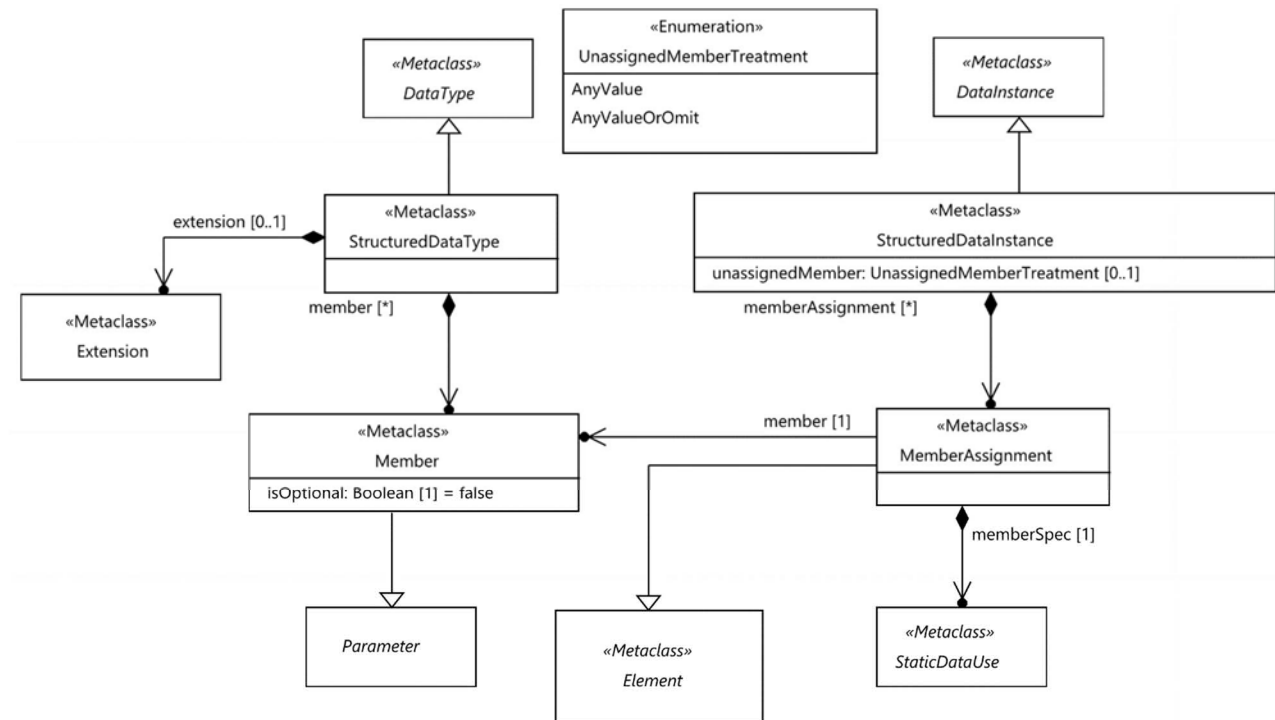 «Enumeration»
UnassignedMemberTreatment
AnyValue
AnyValueOrOmit
«Metaclass»
DataType
«Metaclass»
DataInstance
«Metaclass»
StructuredDataType
extension [0..1]
member [*]
«Metaclass»
StructuredDataInstance
unassignedMember: UnassignedMemberTreatment [0..1]
memberAssignment [*]
«Metaclass»
Extension
«Metaclass»
Member
isOptional: Boolean [1] = false
member [1]
«Metaclass»
MemberAssignment
memberSpec [1]
Parameter
«Metaclass»
Element
«Metaclass»
StaticDataUse